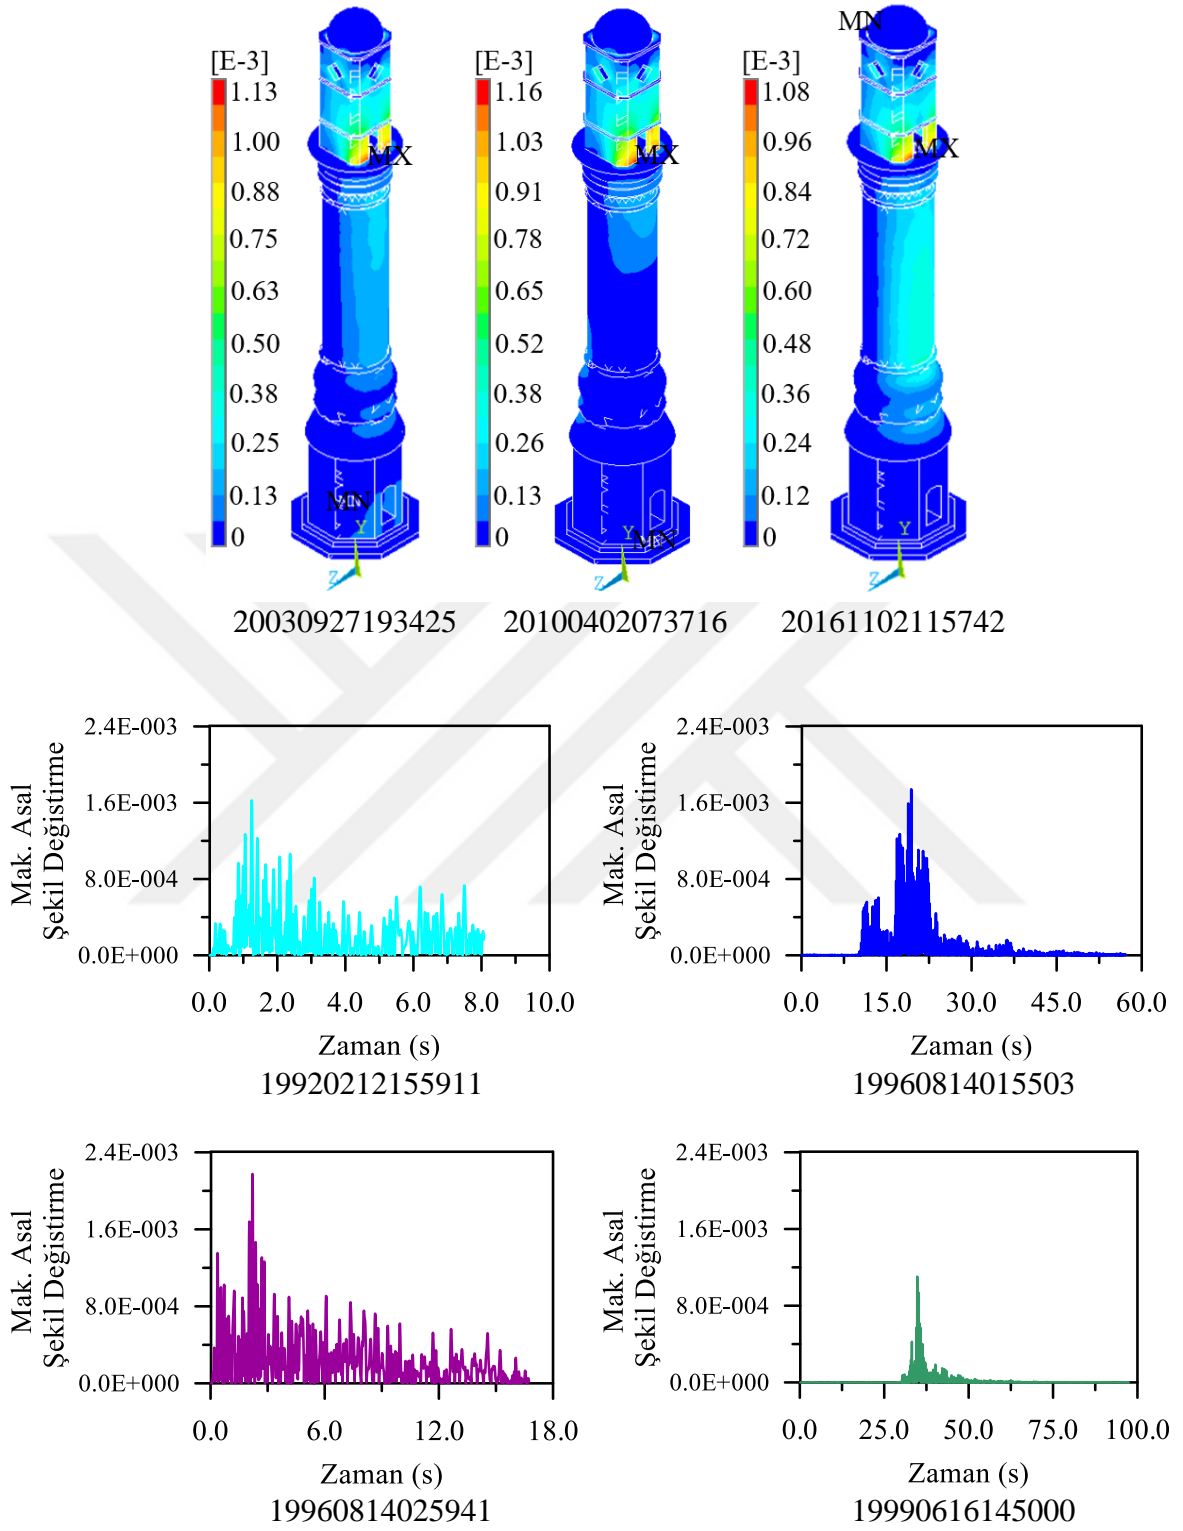 MN
[E-3] [E-3] [E-3]
1.13 1.16 1.08
1.00 1.03 0.96
MX MX MX
0.88 0.91 0.84
0.75 0.78 0.72
0.63 0.65 0.60
0.50 0.52 0.48
0.38 0.38 0.36
0.25 0.26 0.24
0.13 0.13 0.12
MN
0 0 0
Y Y MN Y
Z Z Z
20030927193425 20100402073716 20161102115742
Mak. Asal
Şekil Değistirme
2.4E-003
1.6E-003
8.0E-004
0.0E+000
0.0 2.0 4.0 6.0 8.0 10.0
Zaman (s)
19920212155911
Mak. Asal
Şekil Değistirme
2.4E-003
1.6E-003
8.0E-004
0.0E+000
0.0 15.0 30.0 45.0 60.0
Zaman (s)
19960814015503
Mak. Asal
Şekil Değistirme
2.4E-003
1.6E-003
8.0E-004
0.0E+000
0.0 6.0 12.0 18.0
Zaman (s)
19960814025941
Mak. Asal
Şekil Değistirme
2.4E-003
1.6E-003
8.0E-004
0.0E+000
0.0 25.0 50.0 75.0 100.0
Zaman (s)
19990616145000